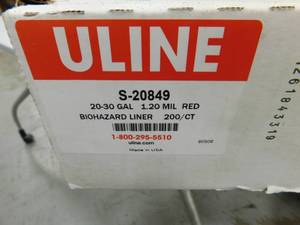 ULINE
S-20849
20-30 GAL 1.20 MIL RED
BIOHAZARD LINER 200/CT
1-800-295-5510
uline.com
Made in USA